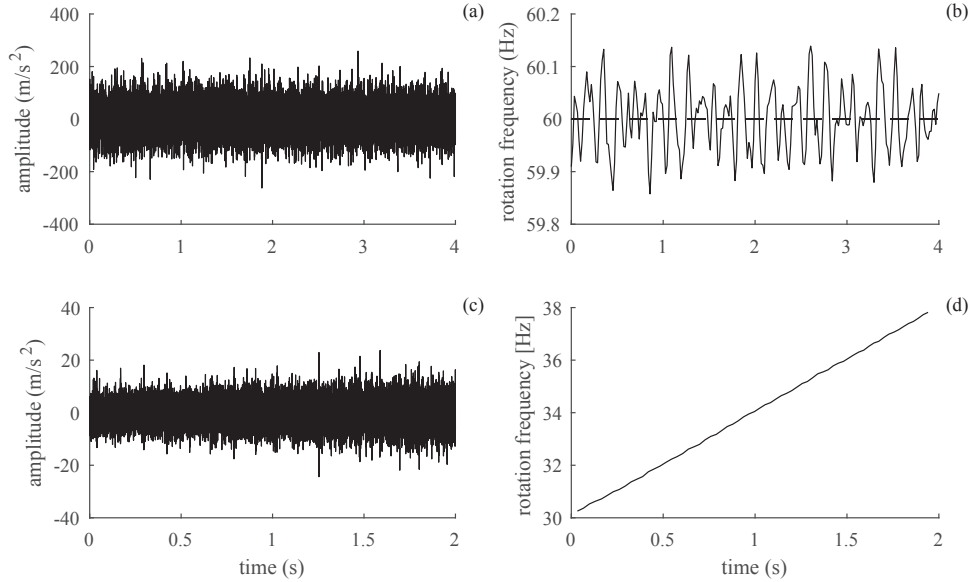 (a)
amplitude (m/s²)
400
200
0
-200
-400
0 1 2 3 4
(b)
rotation frequency (Hz)
60.2
60.1
60
59.9
59.8
0 1 2 3 4
(c)
amplitude (m/s²)
40
20
0
-20
-40
0 0.5 1 1.5 2
time (s)
(d)
rotation frequency [Hz]
38
36
34
32
30
0 0.5 1 1.5 2
time (s)